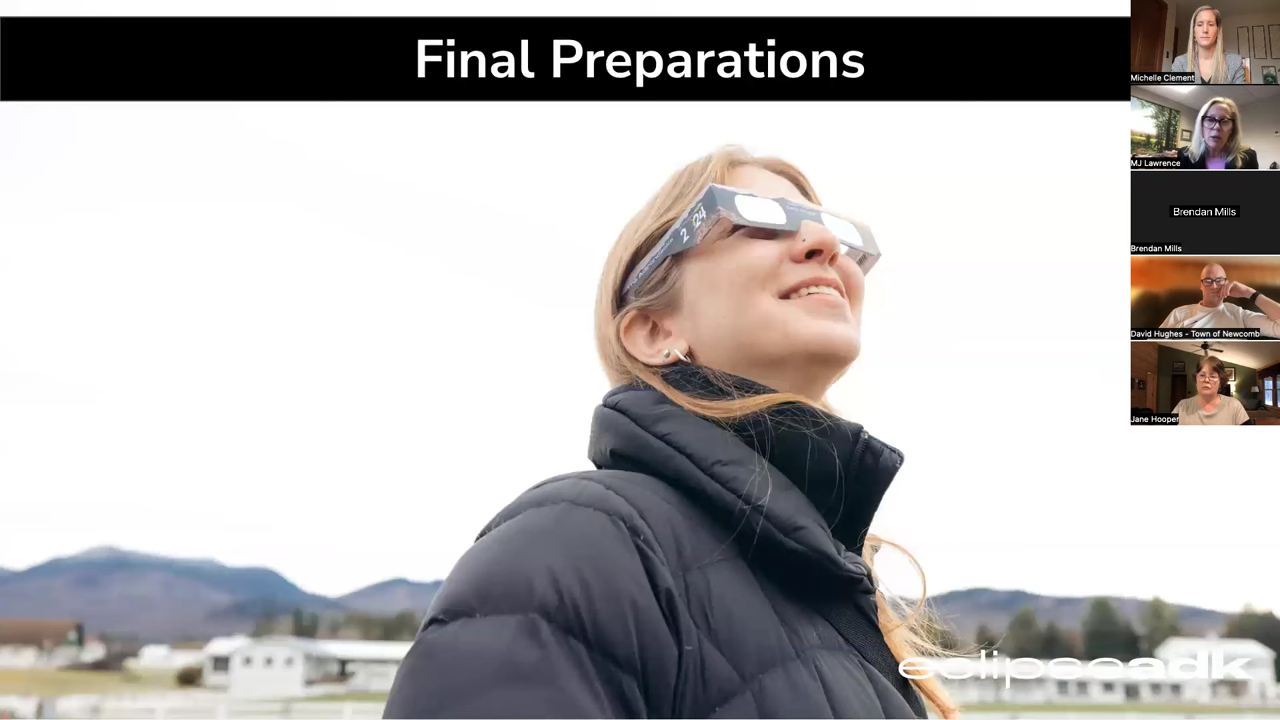 Final Preparations
Michelle Clement
MJ Lawrence
Brendan Mills
Brendan Mills
David Hughes - Town of Newcomb
Jane Hooper
2 24
eclipseadk